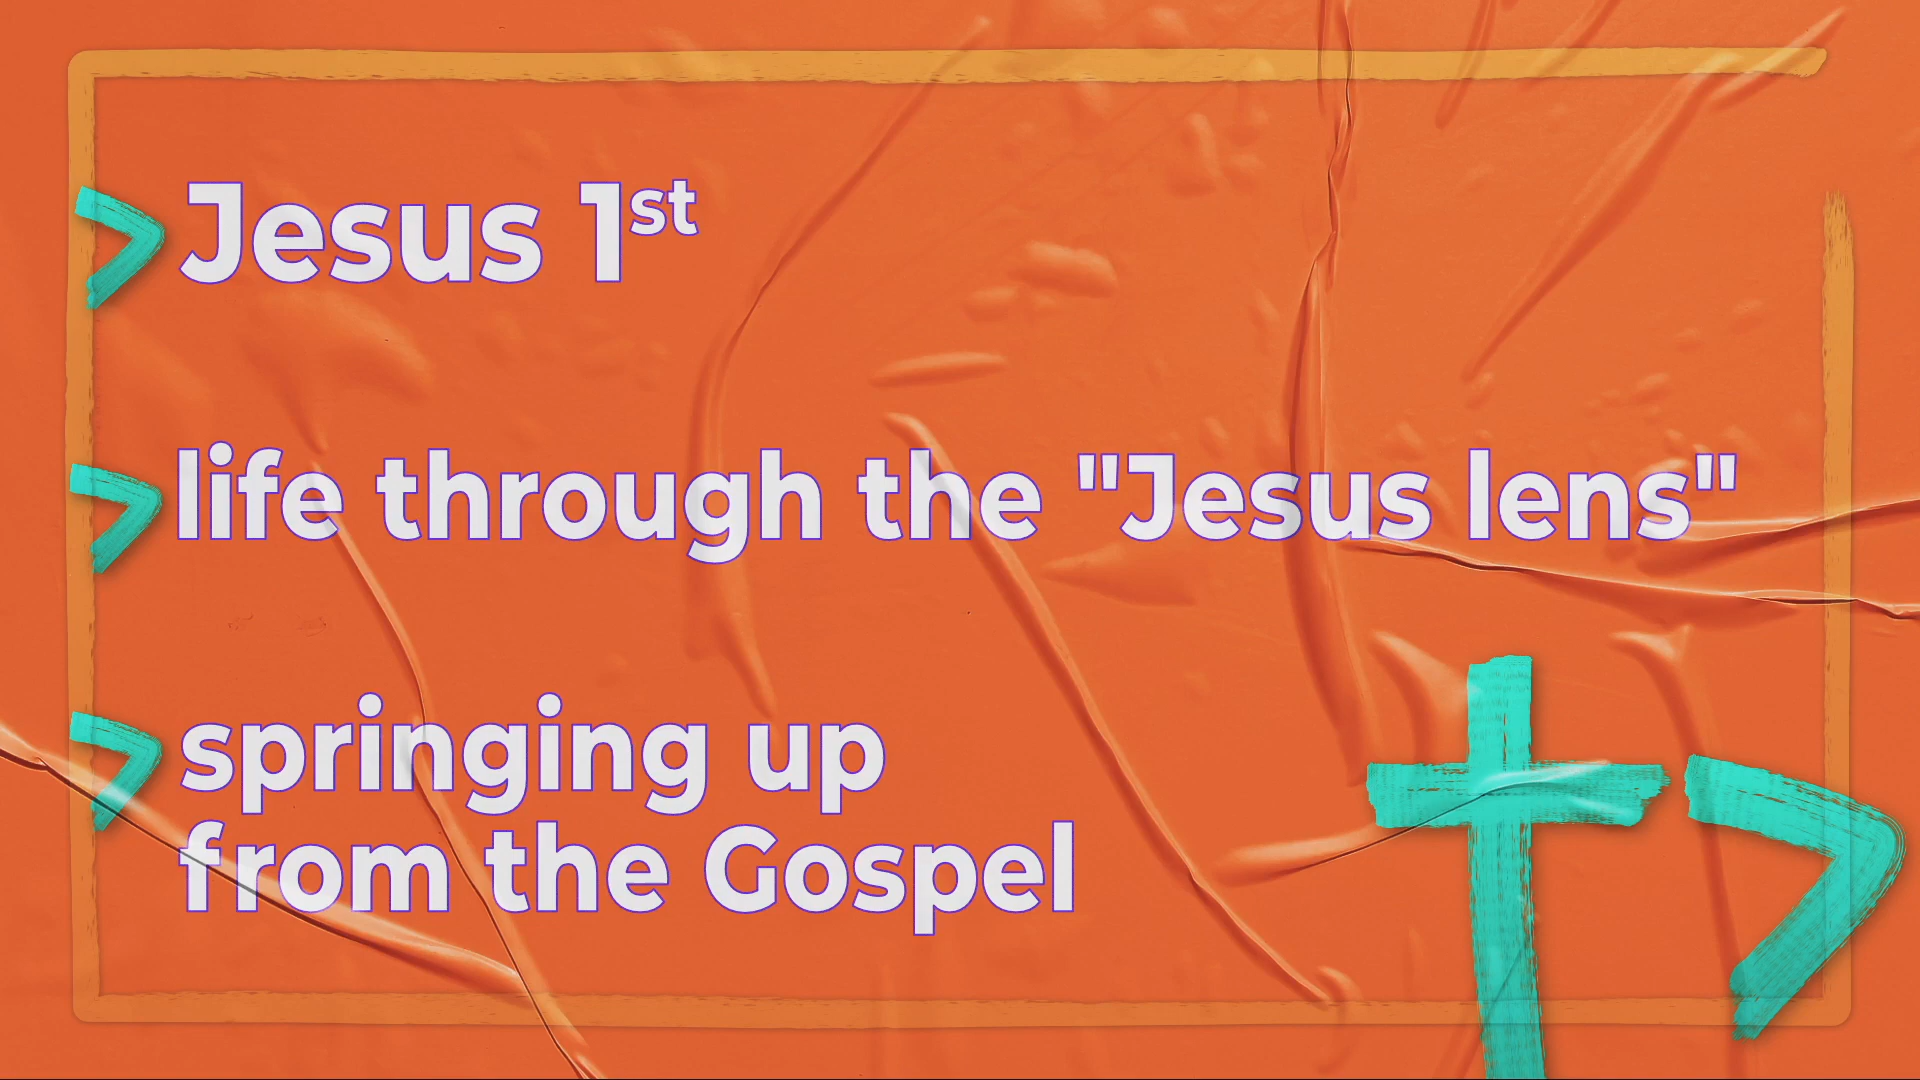 Jesus 1st
life through the "Jesus lens"
springing up
from the Gospel